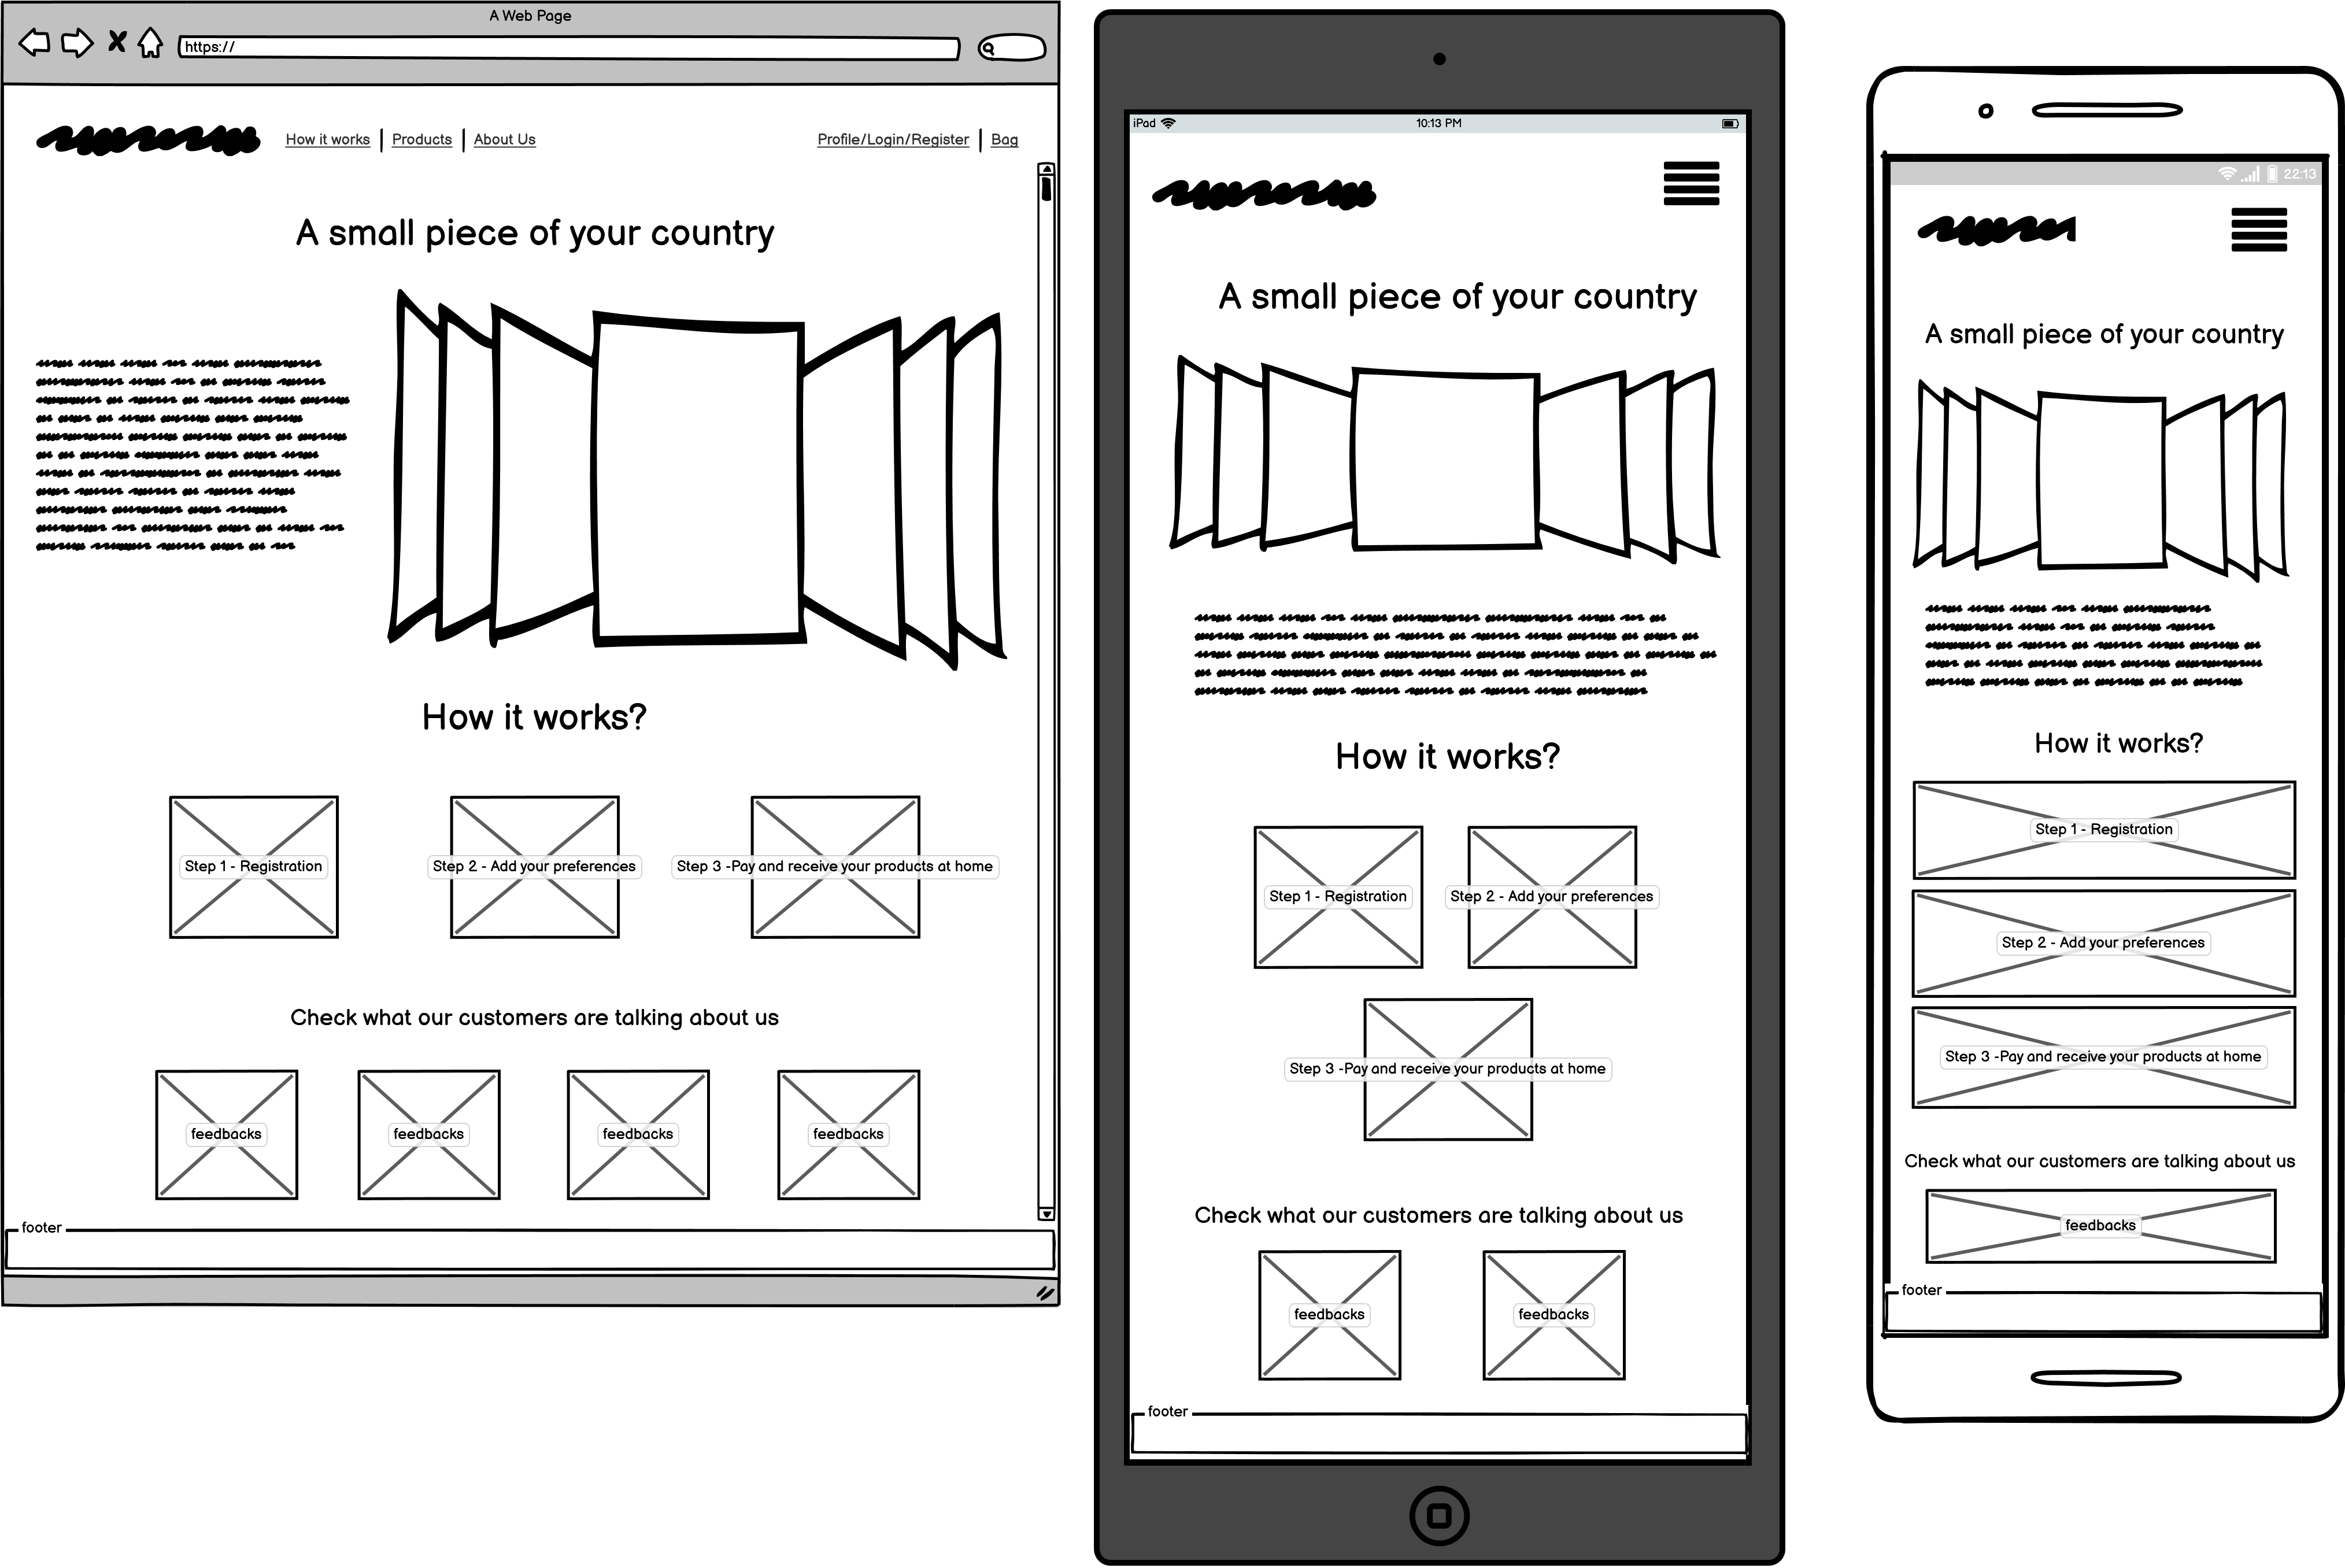 A Web Page
https://
How it works | Products | About Us
Profile/Login/Register | Bag
A small piece of your country
How it works?
Step 1 - Registration
Step 2 - Add your preferences
Step 3 -Pay and receive your products at home
Check what our customers are talking about us
feedbacks
feedbacks
feedbacks
feedbacks
footer
iPad
10:13 PM
A small piece of your country
How it works?
Step 1 - Registration
Step 2 - Add your preferences
Step 3 -Pay and receive your products at home
Check what our customers are talking about us
feedbacks
feedbacks
footer
22:13
A small piece of your country
How it works?
Step 1 - Registration
Step 2 - Add your preferences
Step 3 -Pay and receive your products at home
Check what our customers are talking about us
feedbacks
footer